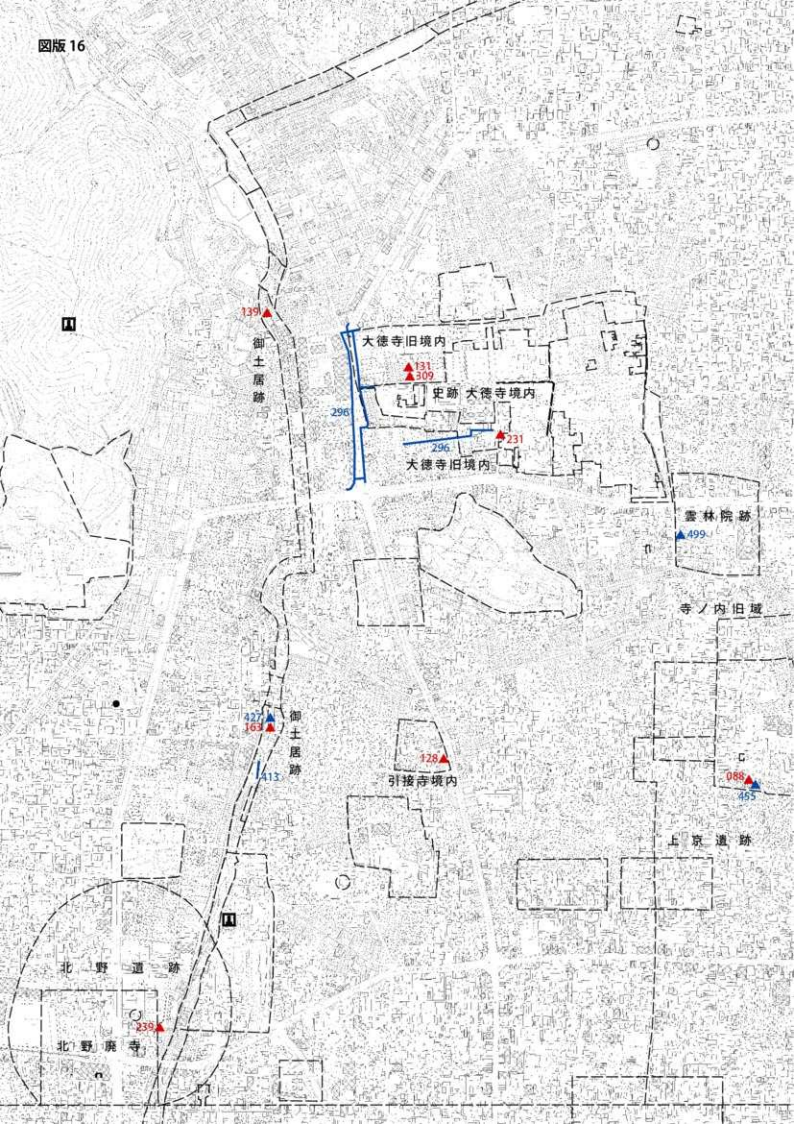 図版 16
139
御土居跡
大徳寺旧境内
131
309
史跡 大徳寺境内
296
231
296
大徳寺旧境内
雲林院跡
499
寺ノ内旧域
427
163
御土居跡
413
128
引接寺境内
088
455
上京遺跡
北野遺跡
239
北野廃寺